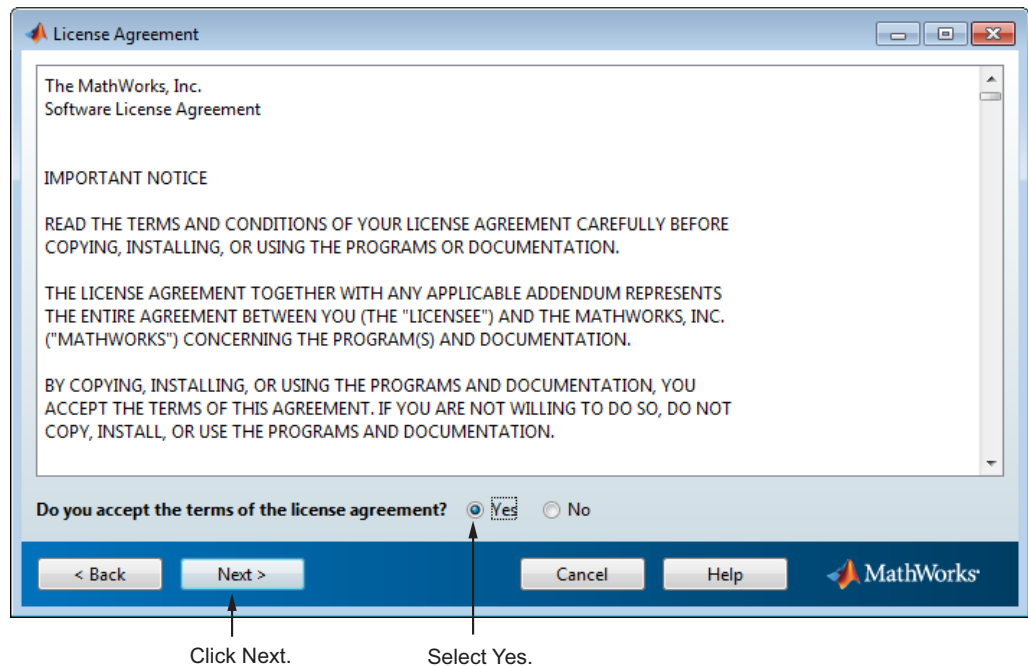 License Agreement
The MathWorks, Inc.
Software License Agreement
IMPORTANT NOTICE
READ THE TERMS AND CONDITIONS OF YOUR LICENSE AGREEMENT CAREFULLY BEFORE
COPYING, INSTALLING, OR USING THE PROGRAMS OR DOCUMENTATION.
THE LICENSE AGREEMENT TOGETHER WITH ANY APPLICABLE ADDENDUM REPRESENTS
THE ENTIRE AGREEMENT BETWEEN YOU (THE "LICENSEE") AND THE MATHWORKS, INC.
("MATHWORKS") CONCERNING THE PROGRAM(S) AND DOCUMENTATION.
BY COPYING, INSTALLING, OR USING THE PROGRAMS AND DOCUMENTATION, YOU
ACCEPT THE TERMS OF THIS AGREEMENT. IF YOU ARE NOT WILLING TO DO SO, DO NOT
COPY, INSTALL, OR USE THE PROGRAMS AND DOCUMENTATION.
Do you accept the terms of the license agreement? Yes No
< Back Next > Cancel Help MathWorks
Click Next. Select Yes.